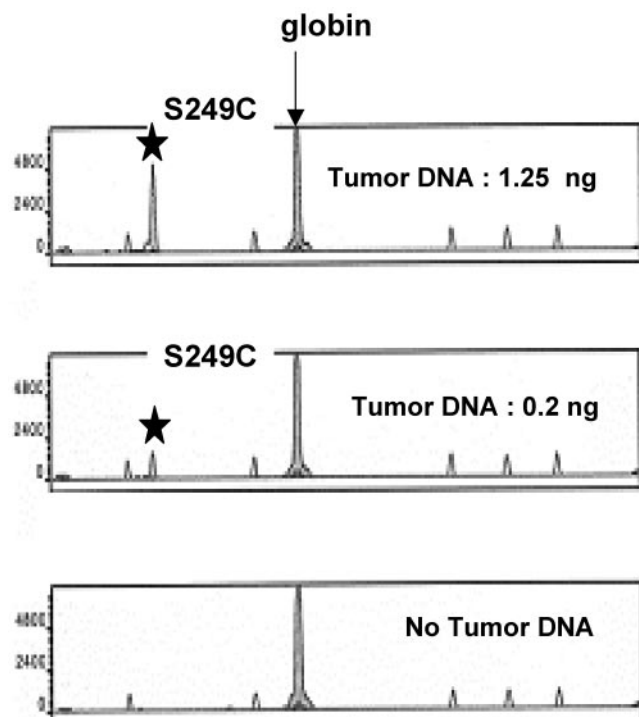 globin
S249C
4800
2400
0
Tumor DNA : 1.25 ng
S249C
4800
2400
0
Tumor DNA : 0.2 ng
4800
2400
0
No Tumor DNA